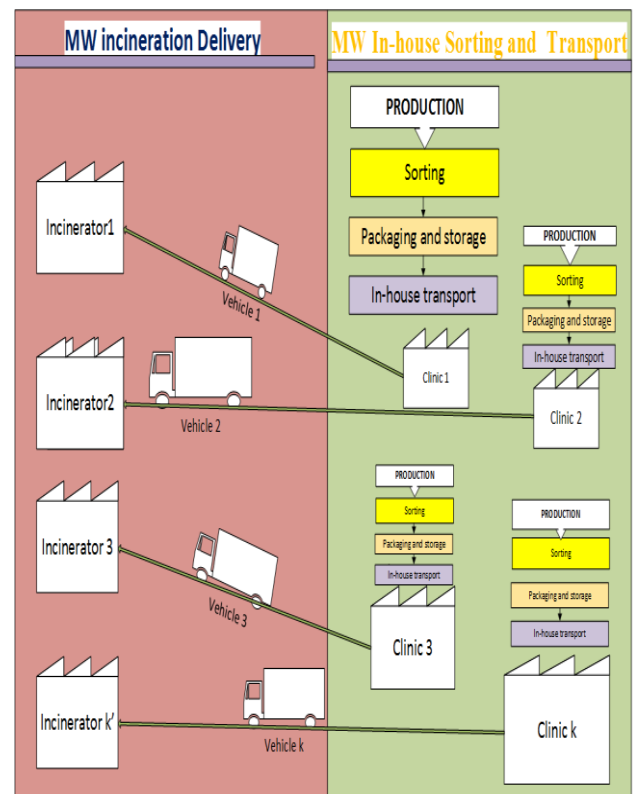 MW incineration Delivery
MW In-house Sorting and Transport
PRODUCTION
Sorting
Packaging and storage
In-house transport
Clinic 1
PRODUCTION
Sorting
Packaging and storage
In-house transport
Clinic 2
Incinerator1
Vehicle 1
Incinerator2
Vehicle 2
PRODUCTION
Sorting
Packaging and storage
In-house transport
Clinic 3
PRODUCTION
Sorting
Packaging and storage
In-house transport
Clinic k
Incinerator 3
Vehicle 3
Incinerator k'
Vehicle k